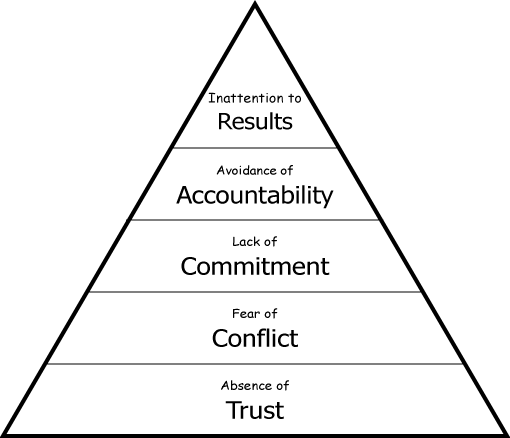 Inattention to
Results
Avoidance of
Accountability
Lack of
Commitment
Fear of
Conflict
Absence of
Trust